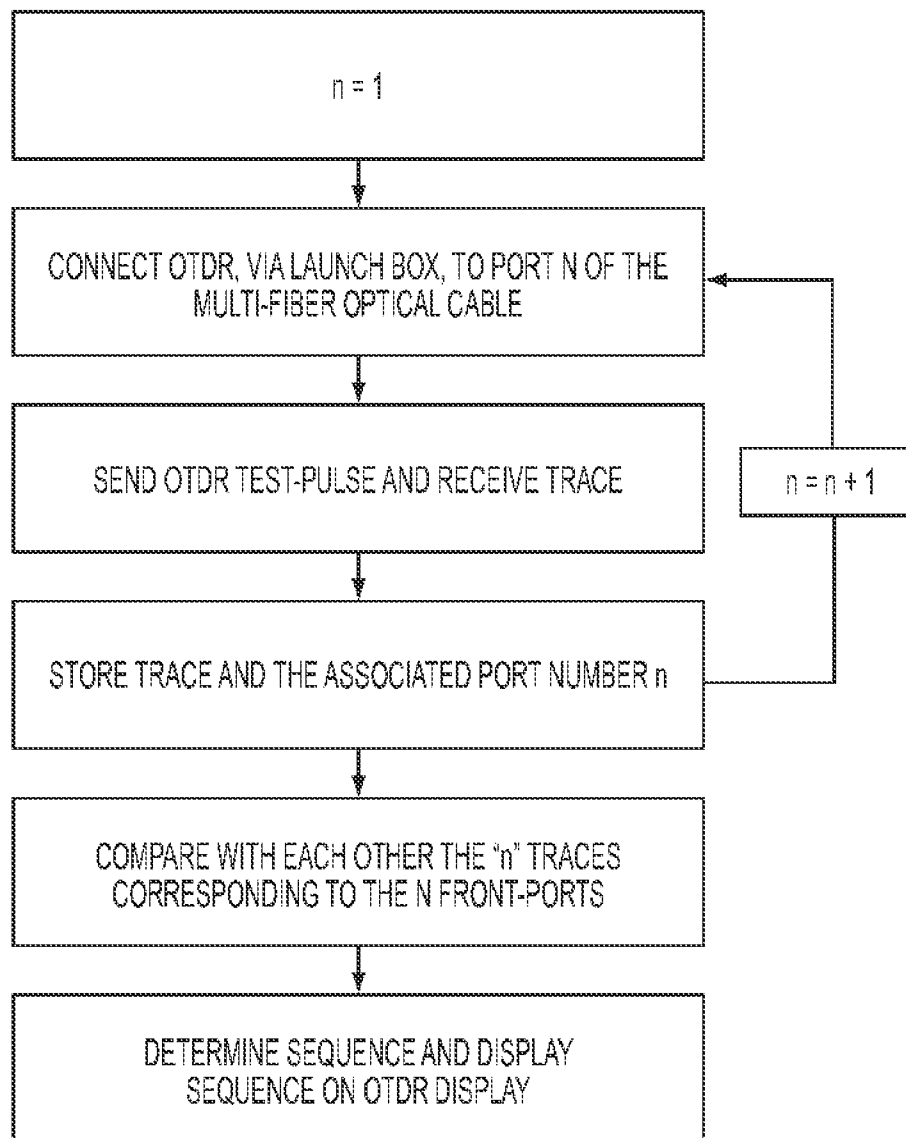 n = 1
CONNECT OTDR, VIA LAUNCH BOX, TO PORT N OF THE
MULTI-FIBER OPTICAL CABLE
SEND OTDR TEST-PULSE AND RECEIVE TRACE
n = n + 1
STORE TRACE AND THE ASSOCIATED PORT NUMBER n
COMPARE WITH EACH OTHER THE “n” TRACES
CORRESPONDING TO THE N FRONT-PORTS
DETERMINE SEQUENCE AND DISPLAY
SEQUENCE ON OTDR DISPLAY